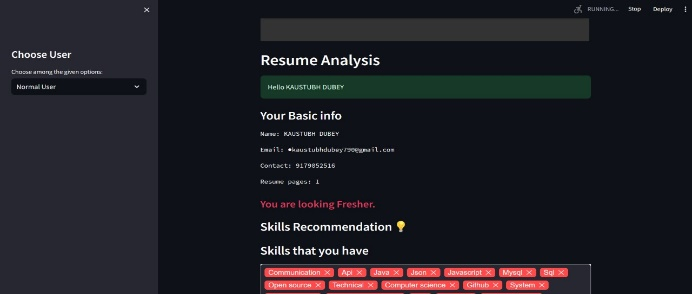 RUNNING... Stop Deploy
Choose User
Choose among the given options:
Normal User
Resume Analysis
Hello KAUSTUBH DUBEY
Your Basic info
Name: KAUSTUBH DUBEY
Email: •kaustubhdubey790@gmail.com
Contact: 9179052516
Resume pages: 1
You are looking Fresher.
Skills Recommendation 💡
Skills that you have
Communication Api Java Json Javascript Mysql Sql
Open source Technical Computer science Github System